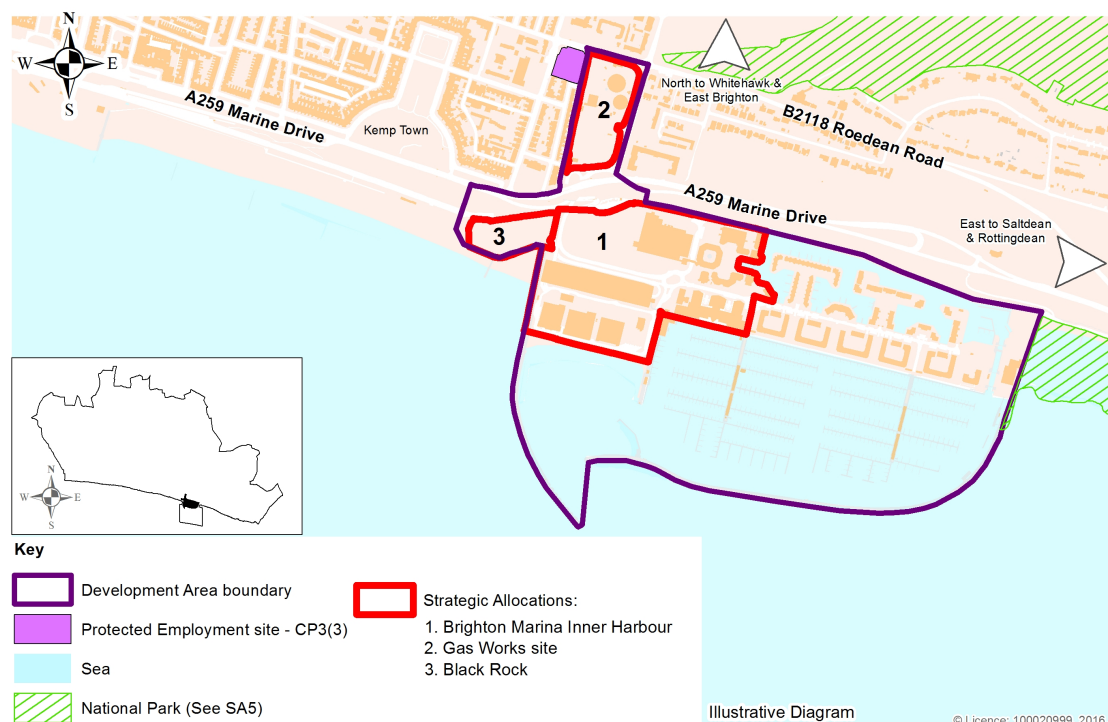 N
W E
S
A259 Marine Drive
Kemp Town
2
North to Whitehawk &
East Brighton
B2118 Roedean Road
A259 Marine Drive
East to Saltdean
& Rottingdean
3
1
N
W E
S
Key
Development Area boundary
Protected Employment site - CP3(3)
Sea
National Park (See SA5)
Strategic Allocations:
1. Brighton Marina Inner Harbour
2. Gas Works site
3. Black Rock
Illustrative Diagram
© Licence: 100020999, 2016